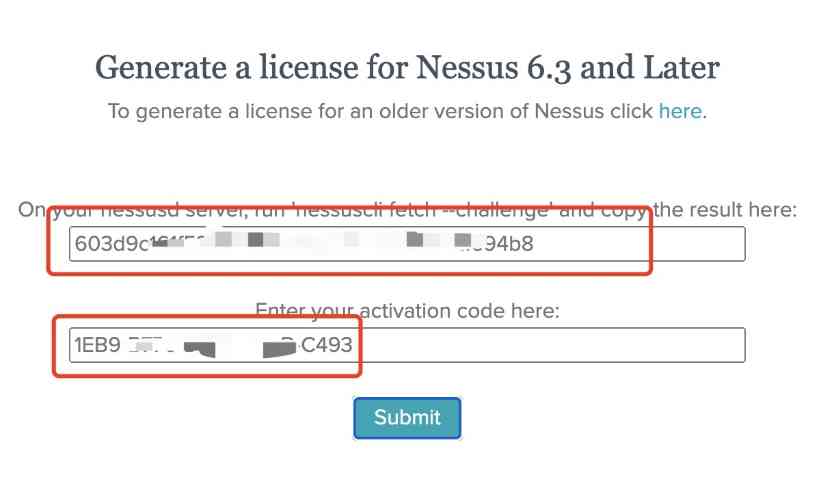 Generate a license for Nessus 6.3 and Later
To generate a license for an older version of Nessus click here.
On your nessusd server, run 'nessuscli fetch --challenge' and copy the result here:
603d9c 94b8
Enter your activation code here:
1EB9 C493
Submit